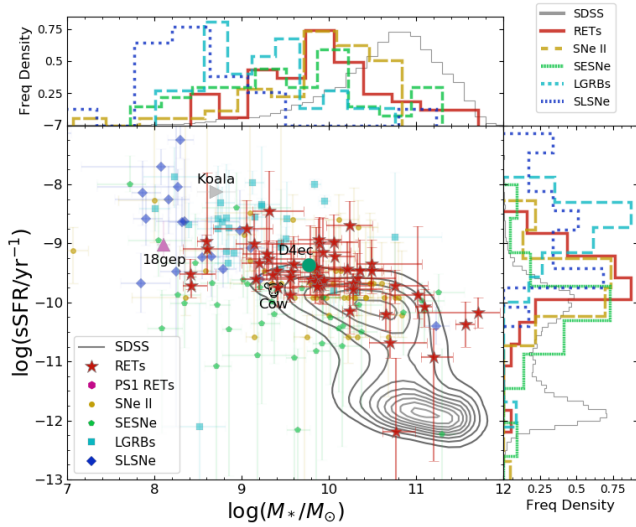 0.75
0.50
0.25
−7
Freq Density
SDSS
RETs
SNe II
SESNe
LGRBs
SLSNe
−8
−9
−10
−11
−12
−13
log(sSFR/yr⁻¹)
Koala
18gep
D4ec
Cow
SDSS
RETs
PS1 RETs
SNe II
SESNe
LGRBs
SLSNe
7 8 9 10 11 12
0.25 0.50 0.75
log(M*/M⊙)
Freq Density